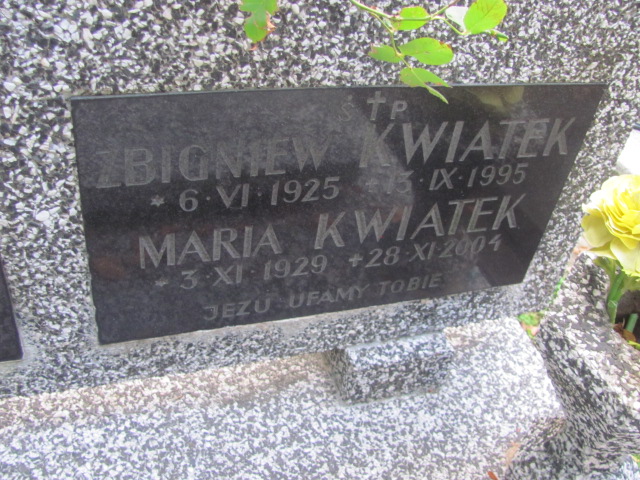 Ś † P
ZBIGNIEW KWIATEK
* 6 · VI · 1925 + 13 · IX · 1995
MARIA KWIATEK
* 3 · XI · 1929 + 28 · XI · 2004
JEZU UFAMY TOBIE